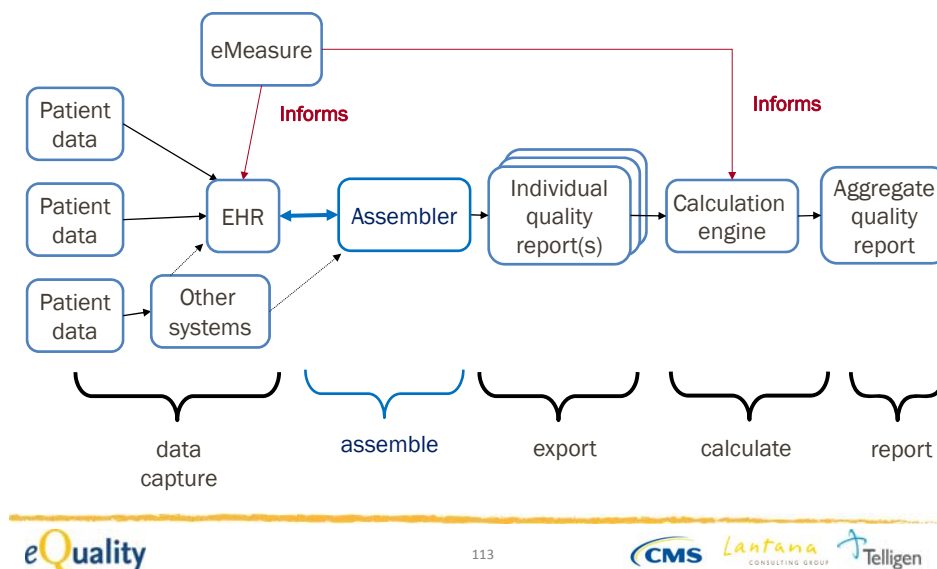 eMeasure
Informs
Informs
Patient
data
Patient
data
Patient
data
EHR
Other
systems
Assembler
Individual
quality
report(s)
Calculation
engine
Aggregate
quality
report
data
capture
assemble
export
calculate
report
eQuality
113
CMS
Lantana
CONSULTING GROUP
Telligen